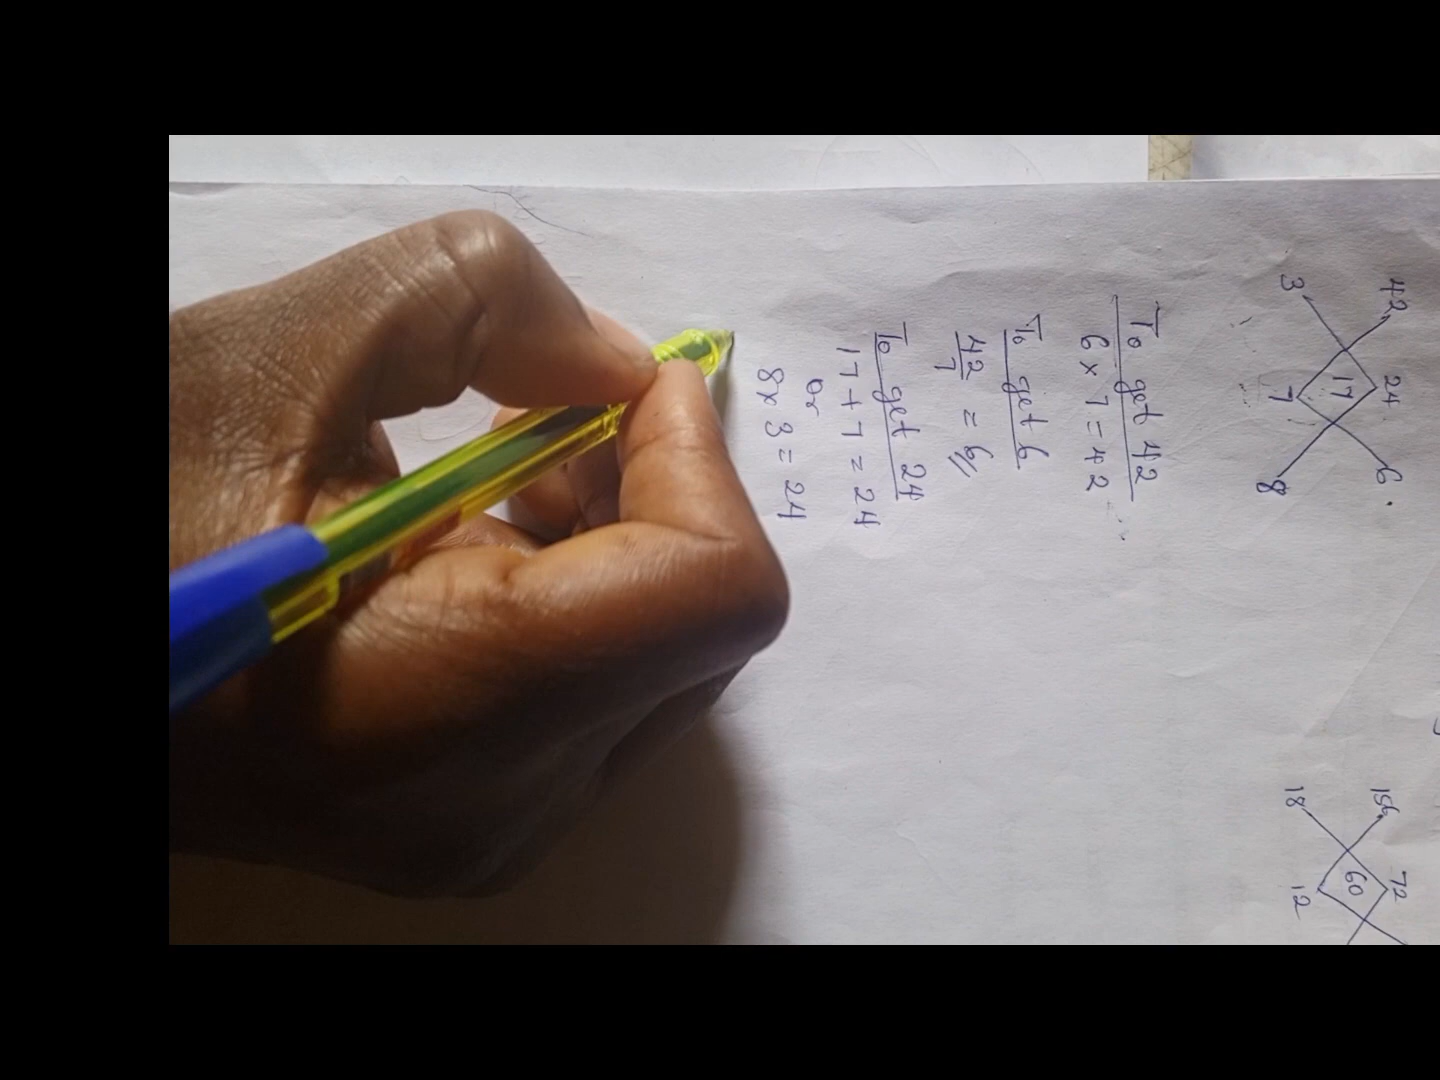 42 24 6
17
3 7 8
To get 42
6 x 7 = 42
To get 6
42/7 = 6//
To get 24
17 + 7 = 24
or
8 x 3 = 24
156 72
60
18 12